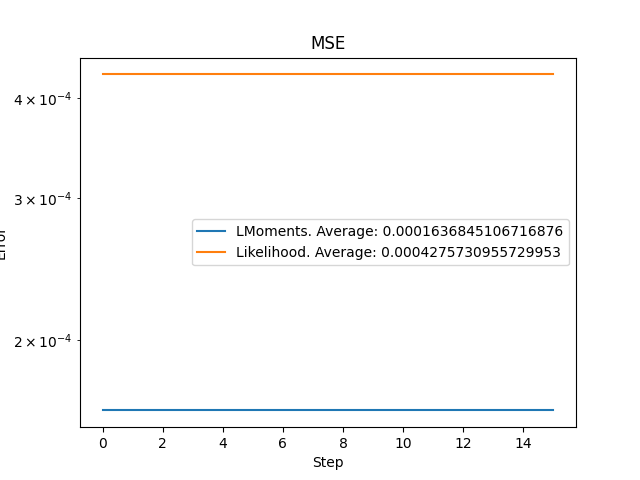 MSE
4 × 10⁻⁴
3 × 10⁻⁴
2 × 10⁻⁴
Error
LMoments. Average: 0.0001636845106716876
Likelihood. Average: 0.0004275730955729953
0 2 4 6 8 10 12 14
Step